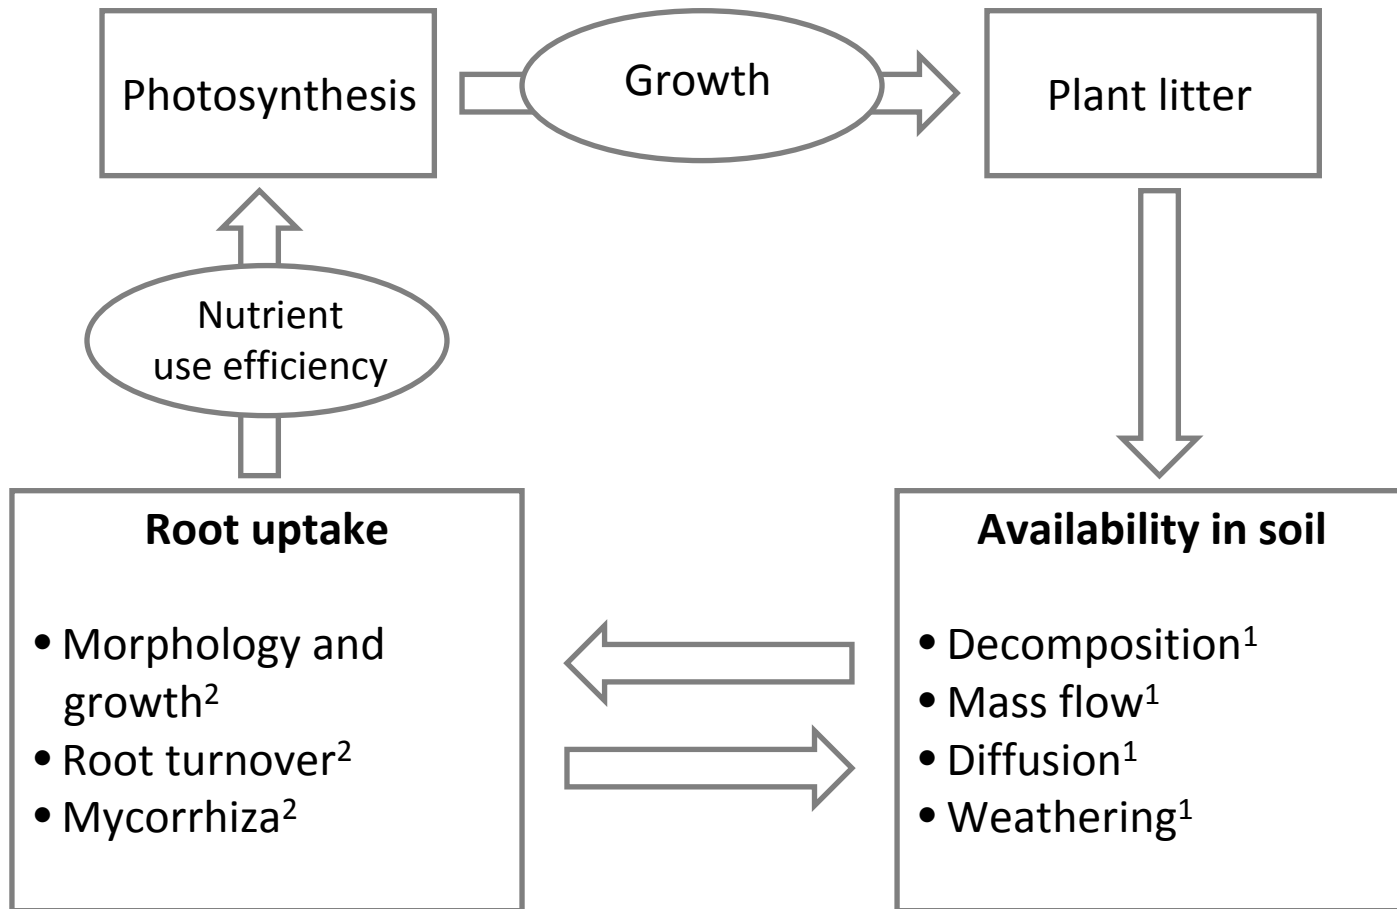 Photosynthesis
Growth
Plant litter
Nutrient
use efficiency
Root uptake
• Morphology and
growth²
• Root turnover²
• Mycorrhiza²
Availability in soil
• Decomposition¹
• Mass flow¹
• Diffusion¹
• Weathering¹